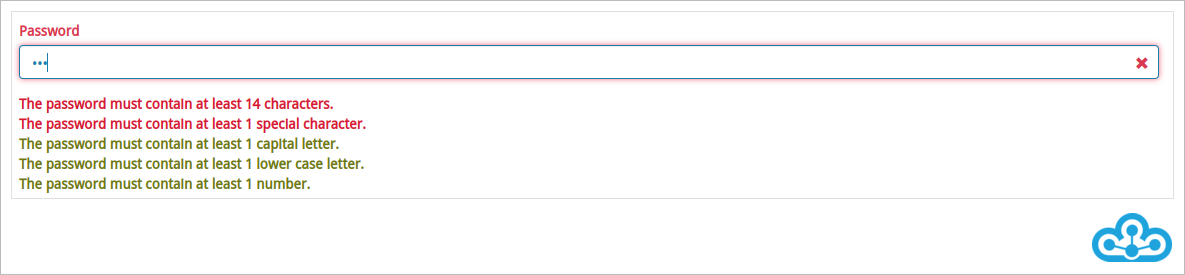 Password
•••
The password must contain at least 14 characters.
The password must contain at least 1 special character.
The password must contain at least 1 capital letter.
The password must contain at least 1 lower case letter.
The password must contain at least 1 number.